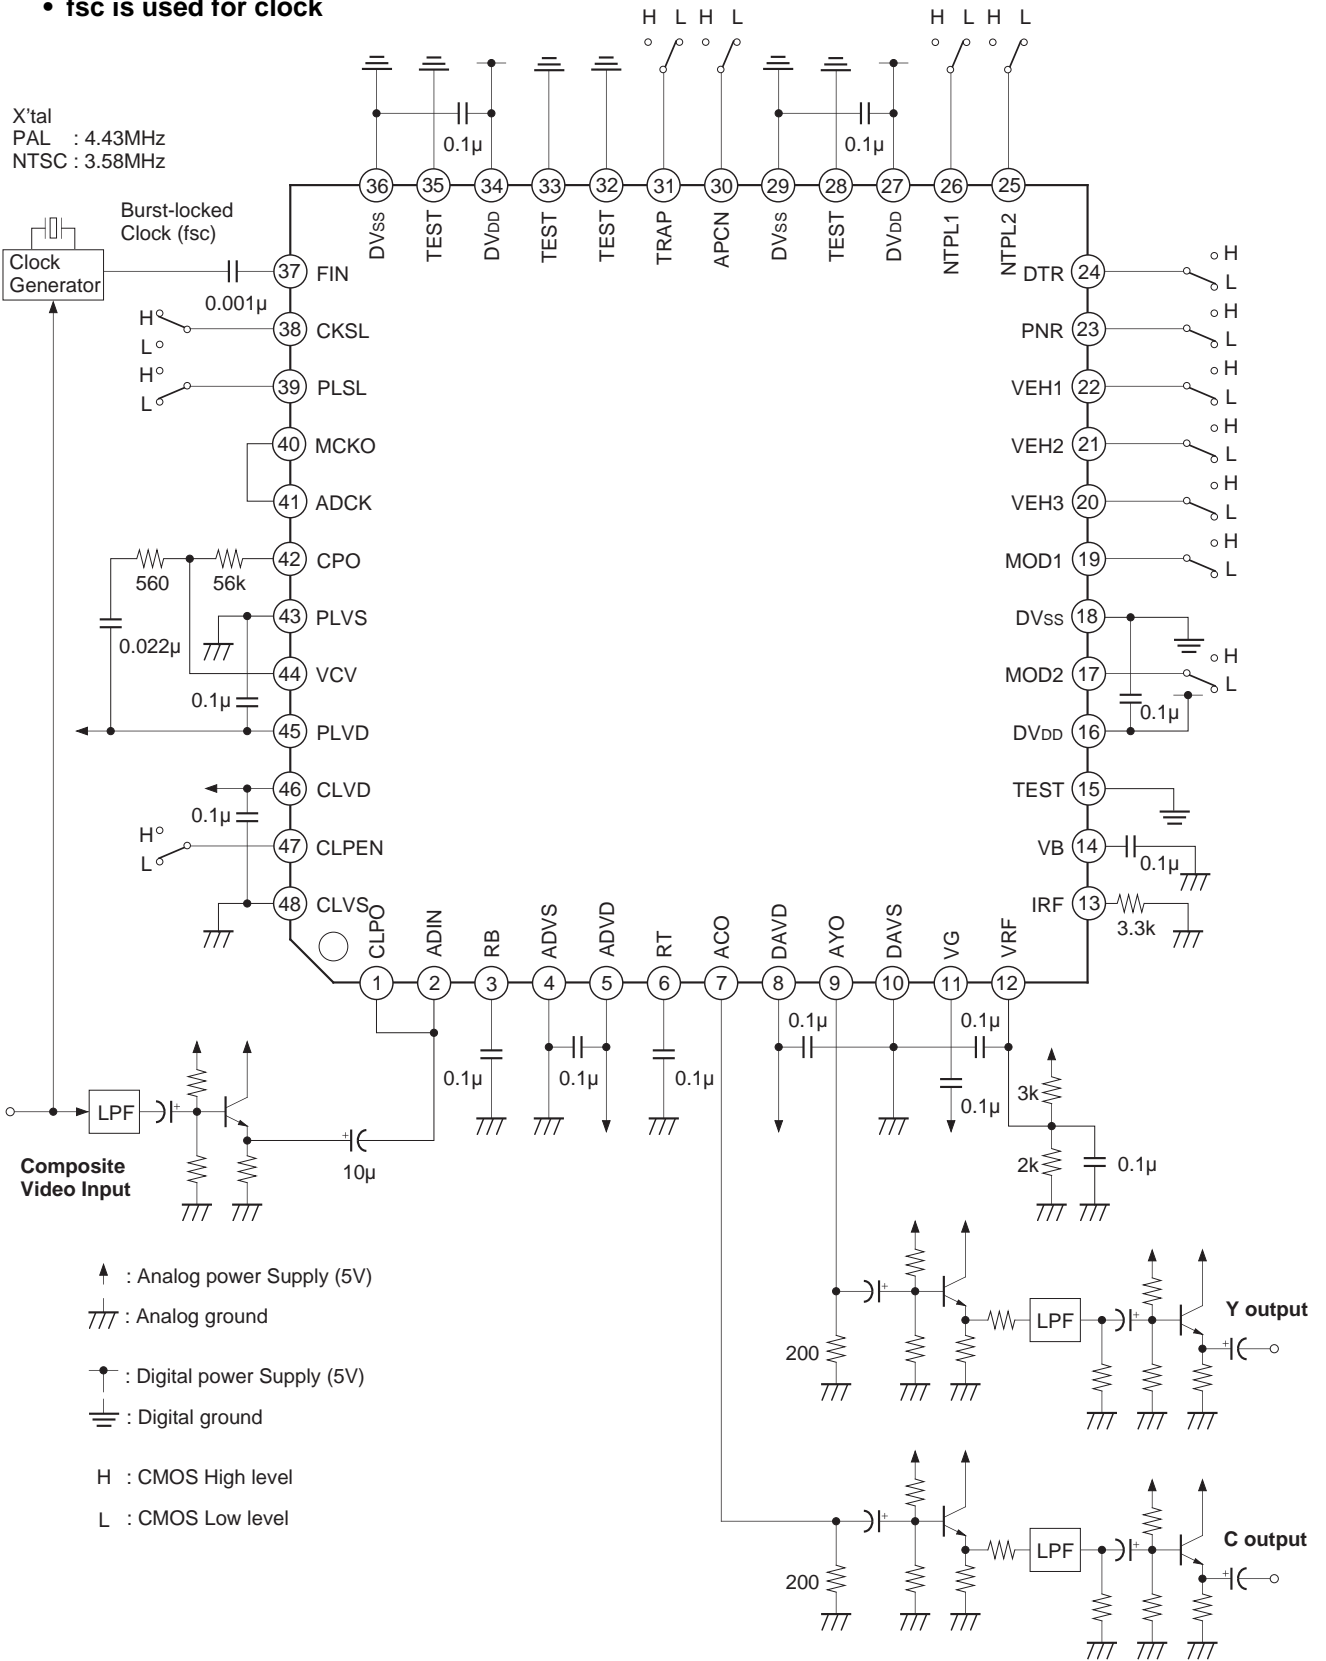 • fsc is used for clock
H L H L
H L H L
X'tal
PAL : 4.43MHz
NTSC : 3.58MHz
0.1µ
0.1µ
36 35 34 33 32 31 30 29 28 27 26 25
DVSS
TEST
DVDD
TEST
TEST
TRAP
APCN
DVSS
TEST
DVDD
NTPL1
NTPL2
Burst-locked
Clock (fsc)
Clock
Generator
0.001µ
37 FIN
H
L
38 CKSL
H
L
39 PLSL
40 MCKO
41 ADCK
560
56k
42 CPO
0.022µ
43 PLVS
44 VCV
0.1µ
45 PLVD
46 CLVD
0.1µ
H
L
47 CLPEN
48 CLVS
DTR 24
H
L
PNR 23
H
L
VEH1 22
H
L
VEH2 21
H
L
VEH3 20
H
L
MOD1 19
H
L
DVSS 18
MOD2 17
H
L
0.1µ
DVDD 16
TEST 15
VB 14
0.1µ
IRF 13
3.3k
CLPO
ADIN
RB
ADVS
ADVD
RT
ACO
DAVD
AYO
DAVS
VG
VRF
1 2 3 4 5 6 7 8 9 10 11 12
0.1µ
0.1µ
0.1µ
0.1µ
0.1µ
0.1µ
0.1µ
3k
2k
0.1µ
LPF
+
+
10µ
Composite
Video Input
: Analog power Supply (5V)
: Analog ground
: Digital power Supply (5V)
: Digital ground
H : CMOS High level
L : CMOS Low level
200
+
LPF
+
+
Y output
200
+
LPF
+
+
C output